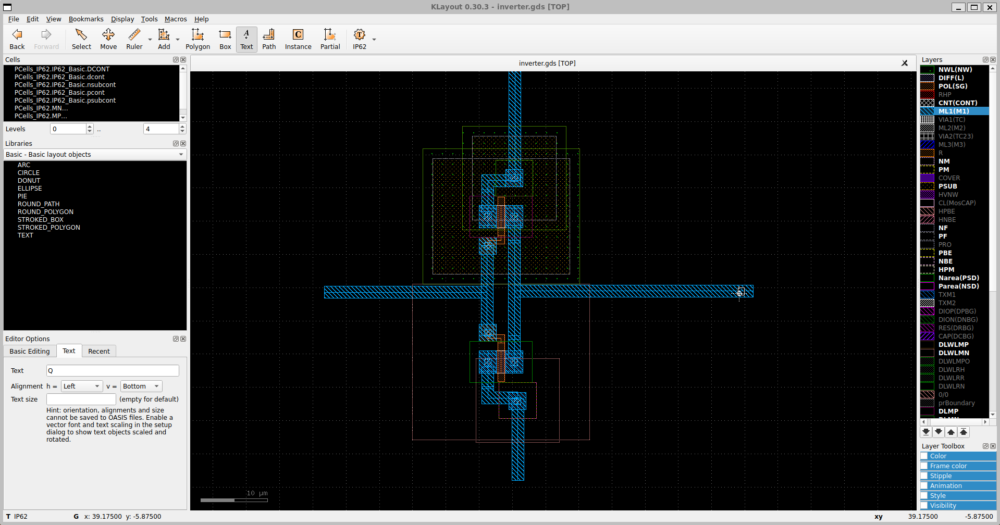 KLayout 0.30.3 - inverter.gds [TOP]
File Edit View Bookmarks Display Tools Macros Help
Back Forward Select Move Ruler Add Polygon Box Text Path Instance Partial IP62
Cells
PCells_IP62.IP62_Basic.DCONT
PCells_IP62.IP62_Basic.dcont
PCells_IP62.IP62_Basic.nsubcont
PCells_IP62.IP62_Basic.pcont
PCells_IP62.IP62_Basic.psubcont
PCells_IP62.MN...
PCells_IP62.MP...
Levels 0 .. 4
Libraries
Basic - Basic layout objects
ARC
CIRCLE
DONUT
ELLIPSE
PIE
ROUND_PATH
ROUND_POLYGON
STROKED_BOX
STROKED_POLYGON
TEXT
Editor Options
Basic Editing Text Recent
Text Q
Alignment h = Left v = Bottom
Text size (empty for default)
Hint: orientation, alignments and size
cannot be saved to OASIS files. Enable a
vector font and text scaling in the setup
dialog to show text objects scaled and
rotated.
inverter.gds [TOP]
10 µm
Layers
NWL(NW)
DIFF(L)
POL(SG)
RHP
CNT(CONT)
ML1(M1)
VIA1(TC)
ML2(M2)
VIA2(TC23)
ML3(M3)
R
NM
PM
COVER
PSUB
HVNW
CL(MosCAP)
HPBE
HNBE
NF
PF
PRO
PBE
NBE
HPM
Narea(PSD)
Parea(NSD)
TXM1
TXM2
DIOP(DPBG)
DION(DNBG)
RES(DRBG)
CAP(DCBG)
DLWLMP
DLWLMN
DLWLMPO
DLWLRH
DLWLRR
DLWLRN
0/0
prBoundary
DLMP
Layer Toolbox
Color
Frame color
Stipple
Animation
Style
Visibility
T IP62 G x: 39.17500 y: -5.87500 xy 39.17500 -5.87500